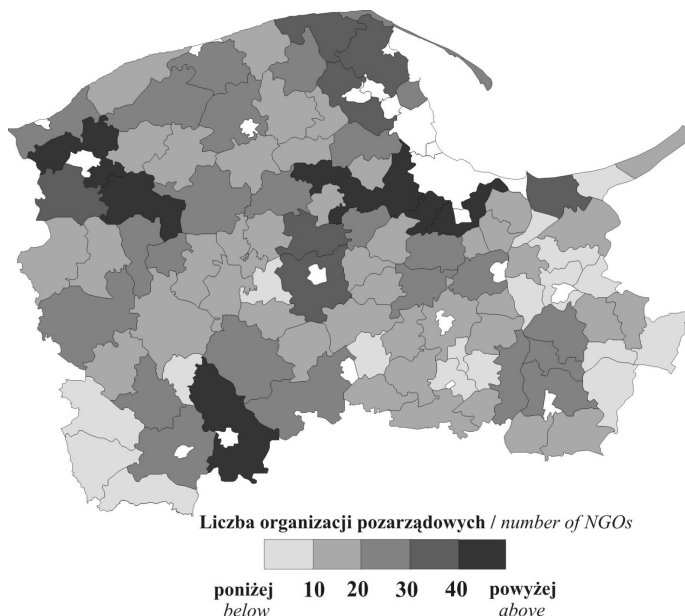 Liczba organizacji pozarządowych / number of NGOs
poniżej 10 20 30 40 powyżej
below above